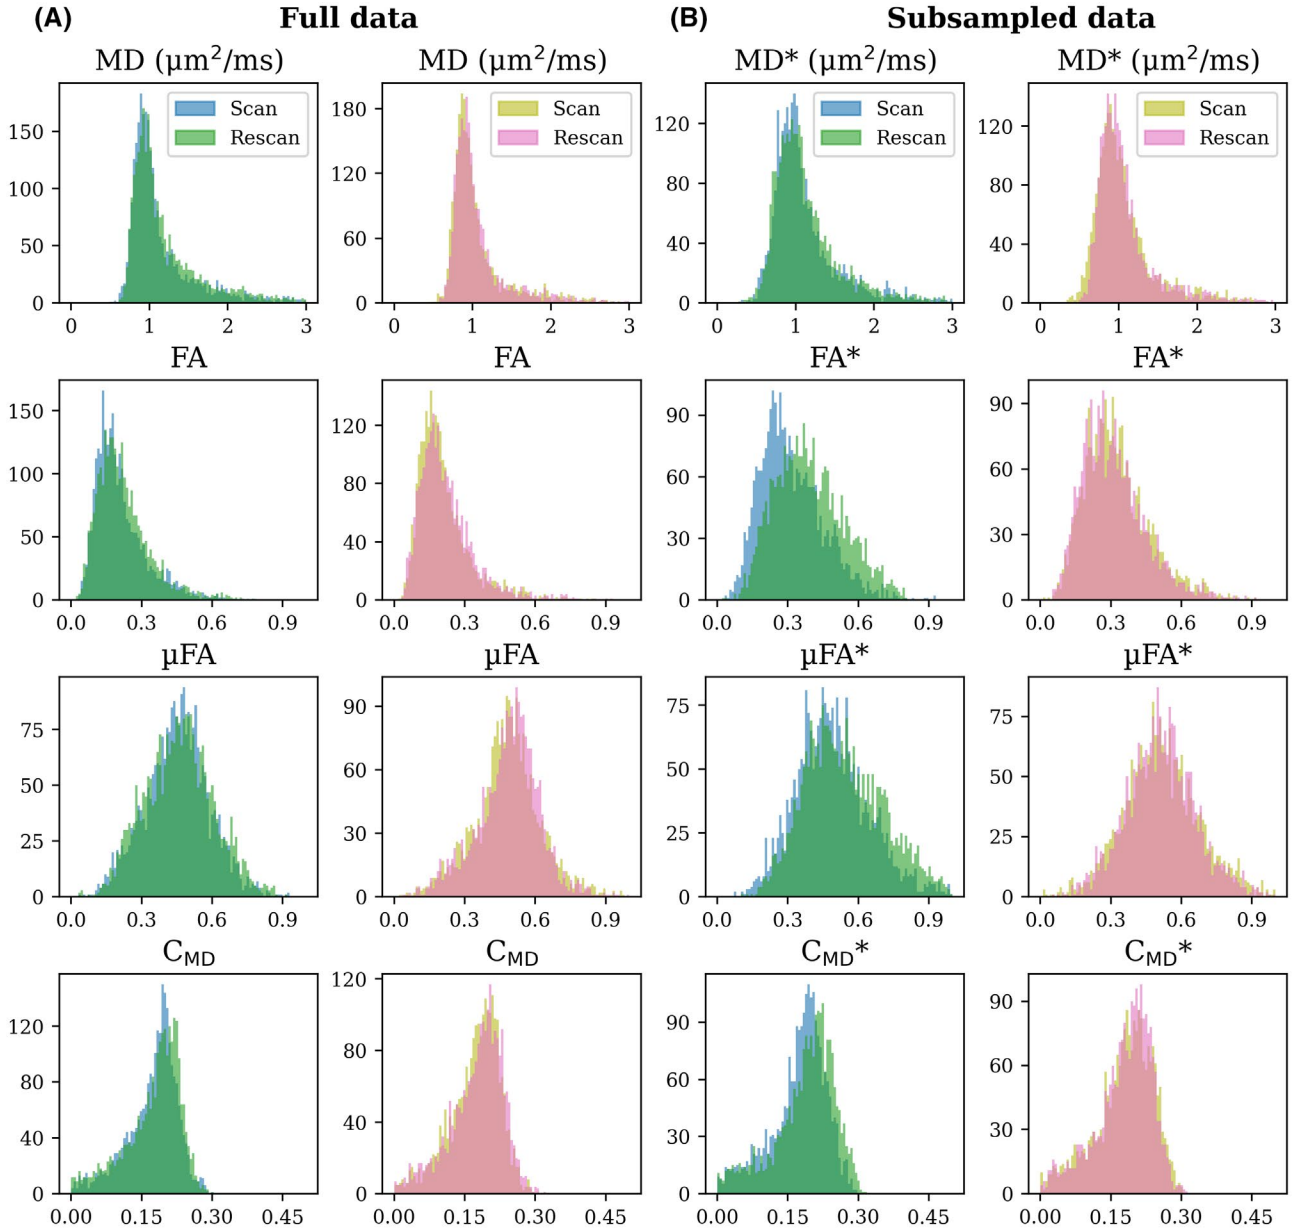 (A) Full data (B) Subsampled data
MD (µm²/ms) MD (µm²/ms) MD* (µm²/ms) MD* (µm²/ms)
Scan Rescan Scan Rescan Scan Rescan Scan Rescan
150 100 50 0 180 120 60 0 120 80 40 0 120 80 40 0
0 1 2 3 0 1 2 3 0 1 2 3 0 1 2 3
FA FA FA* FA*
150 100 50 0 120 80 40 0 90 60 30 0 90 60 30 0
0.0 0.3 0.6 0.9 0.0 0.3 0.6 0.9 0.0 0.3 0.6 0.9 0.0 0.3 0.6 0.9
µFA µFA µFA* µFA*
75 50 25 0 90 60 30 0 75 50 25 0 75 50 25 0
0.0 0.3 0.6 0.9 0.0 0.3 0.6 0.9 0.0 0.3 0.6 0.9 0.0 0.3 0.6 0.9
C_MD C_MD C_MD* C_MD*
120 80 40 0 120 80 40 0 90 60 30 0 90 60 30 0
0.00 0.15 0.30 0.45 0.00 0.15 0.30 0.45 0.00 0.15 0.30 0.45 0.00 0.15 0.30 0.45